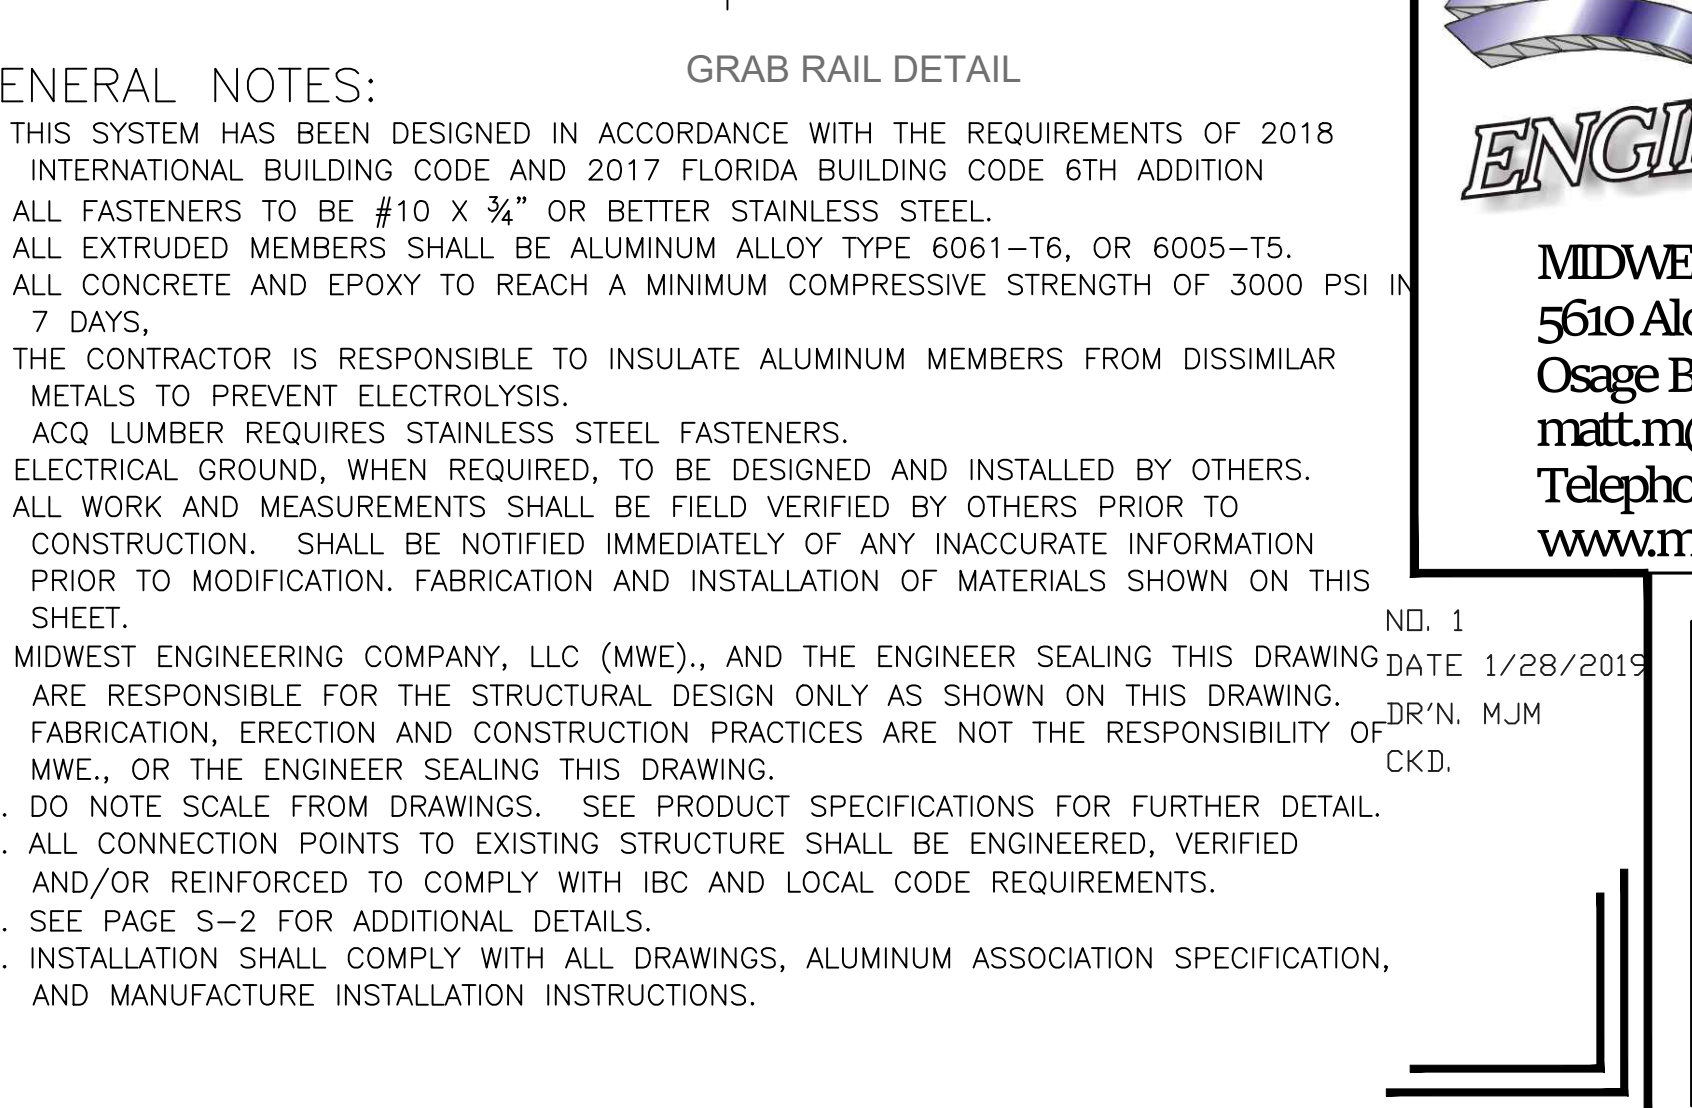 GRAB RAIL DETAIL
ENERAL NOTES:
THIS SYSTEM HAS BEEN DESIGNED IN ACCORDANCE WITH THE REQUIREMENTS OF 2018
INTERNATIONAL BUILDING CODE AND 2017 FLORIDA BUILDING CODE 6TH ADDITION
ALL FASTENERS TO BE #10 X ¾" OR BETTER STAINLESS STEEL.
ALL EXTRUDED MEMBERS SHALL BE ALUMINUM ALLOY TYPE 6061-T6, OR 6005-T5.
ALL CONCRETE AND EPOXY TO REACH A MINIMUM COMPRESSIVE STRENGTH OF 3000 PSI IN
7 DAYS,
THE CONTRACTOR IS RESPONSIBLE TO INSULATE ALUMINUM MEMBERS FROM DISSIMILAR
METALS TO PREVENT ELECTROLYSIS.
ACQ LUMBER REQUIRES STAINLESS STEEL FASTENERS.
ELECTRICAL GROUND, WHEN REQUIRED, TO BE DESIGNED AND INSTALLED BY OTHERS.
ALL WORK AND MEASUREMENTS SHALL BE FIELD VERIFIED BY OTHERS PRIOR TO
CONSTRUCTION. SHALL BE NOTIFIED IMMEDIATELY OF ANY INACCURATE INFORMATION
PRIOR TO MODIFICATION. FABRICATION AND INSTALLATION OF MATERIALS SHOWN ON THIS
SHEET.
MIDWEST ENGINEERING COMPANY, LLC (MWE)., AND THE ENGINEER SEALING THIS DRAWING
ARE RESPONSIBLE FOR THE STRUCTURAL DESIGN ONLY AS SHOWN ON THIS DRAWING.
FABRICATION, ERECTION AND CONSTRUCTION PRACTICES ARE NOT THE RESPONSIBILITY OF
MWE., OR THE ENGINEER SEALING THIS DRAWING.
. DO NOTE SCALE FROM DRAWINGS. SEE PRODUCT SPECIFICATIONS FOR FURTHER DETAIL.
. ALL CONNECTION POINTS TO EXISTING STRUCTURE SHALL BE ENGINEERED, VERIFIED
AND/OR REINFORCED TO COMPLY WITH IBC AND LOCAL CODE REQUIREMENTS.
. SEE PAGE S-2 FOR ADDITIONAL DETAILS.
. INSTALLATION SHALL COMPLY WITH ALL DRAWINGS, ALUMINUM ASSOCIATION SPECIFICATION,
AND MANUFACTURE INSTALLATION INSTRUCTIONS.
ENGI
MIDWE
5610 Al
Osage B
matt.m
Telepho
www.m
NO. 1
DATE 1/28/2019
DR'N. MJM
CKD.